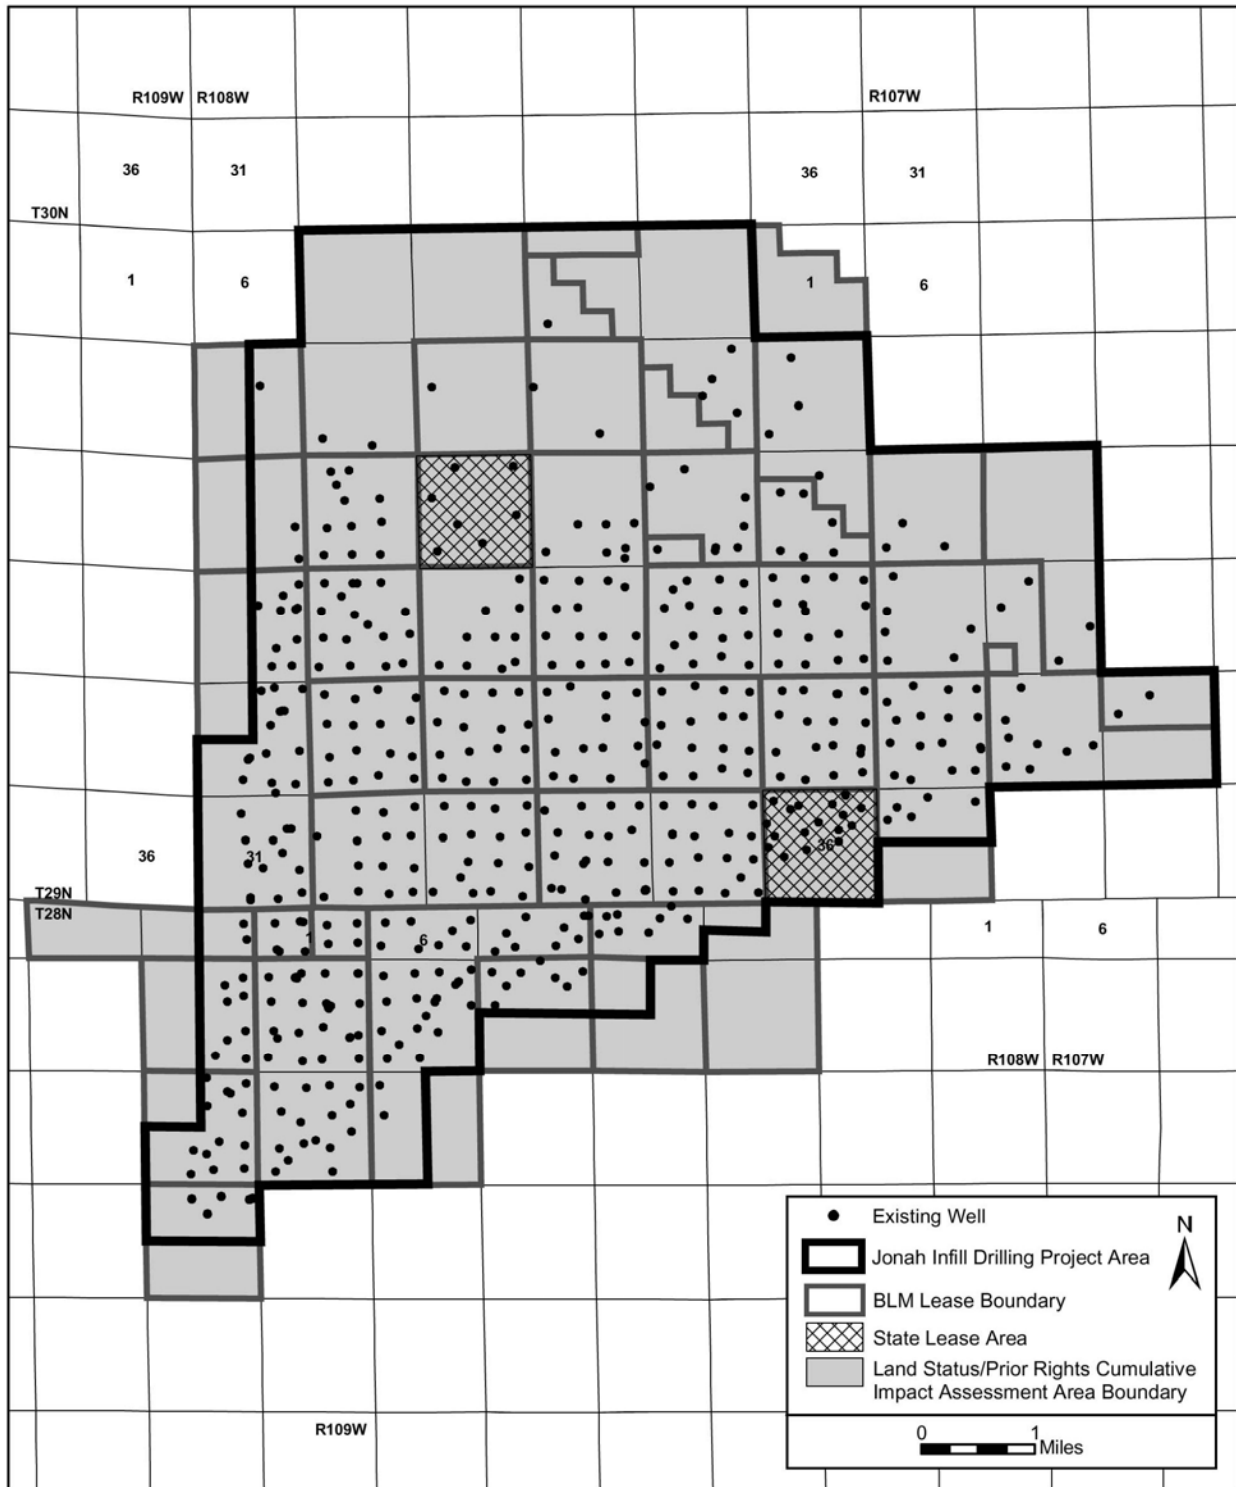 R109W R108W
R107W
36 31
36 31
T30N
1 6
1 6
36 31
36
T29N
T28N
1 6
1 6
R108W R107W
R109W
N
Existing Well
Jonah Infill Drilling Project Area
BLM Lease Boundary
State Lease Area
Land Status/Prior Rights Cumulative
Impact Assessment Area Boundary
0 1
Miles